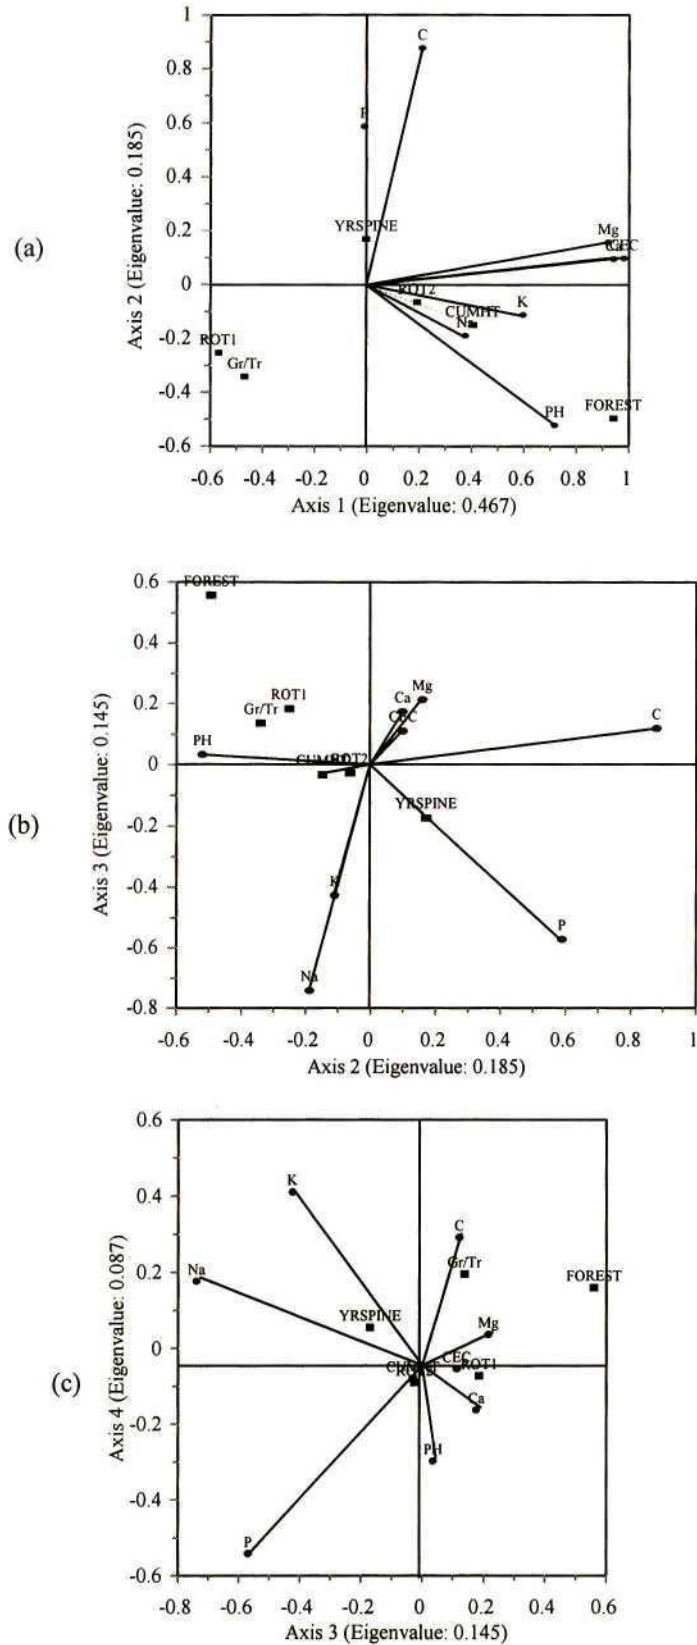 (a)
1
0.8
0.6
0.4
0.2
0
-0.2
-0.4
-0.6
Axis 2 (Eigenvalue: 0.185)
C
P
YRSPINE
Mg
CEC
ROT2
K
CUMHT
Na
ROT1
Gr/Tr
PH
FOREST
-0.6 -0.4 -0.2 0 0.2 0.4 0.6 0.8 1
Axis 1 (Eigenvalue: 0.467)
(b)
0.6
0.4
0.2
0
-0.2
-0.4
-0.6
-0.8
Axis 3 (Eigenvalue: 0.145)
FOREST
ROT1
Gr/Tr
Mg
Ca
CEC
C
PH
CUMHT
ROT2
YRSPINE
K
P
Na
-0.6 -0.4 -0.2 0 0.2 0.4 0.6 0.8 1
Axis 2 (Eigenvalue: 0.185)
(c)
0.6
0.4
0.2
0
-0.2
-0.4
-0.6
Axis 4 (Eigenvalue: 0.087)
K
C
Gr/Tr
Na
FOREST
YRSPINE
Mg
CEC
CUMHT
ROT1
ROT2
Ca
PH
P
-0.8 -0.6 -0.4 -0.2 0 0.2 0.4 0.6
Axis 3 (Eigenvalue: 0.145)